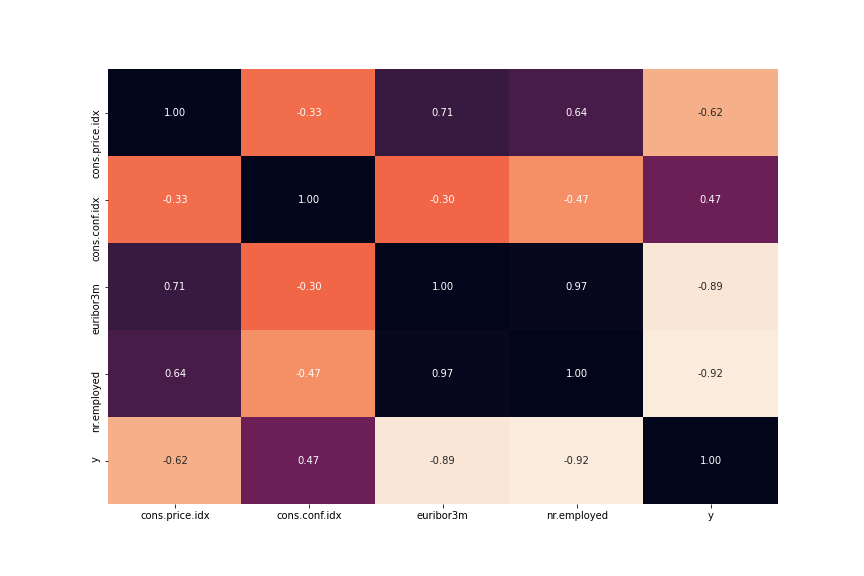 cons.price.idx 1.00 -0.33 0.71 0.64 -0.62
cons.conf.idx -0.33 1.00 -0.30 -0.47 0.47
euribor3m 0.71 -0.30 1.00 0.97 -0.89
nr.employed 0.64 -0.47 0.97 1.00 -0.92
y -0.62 0.47 -0.89 -0.92 1.00
cons.price.idx cons.conf.idx euribor3m nr.employed y